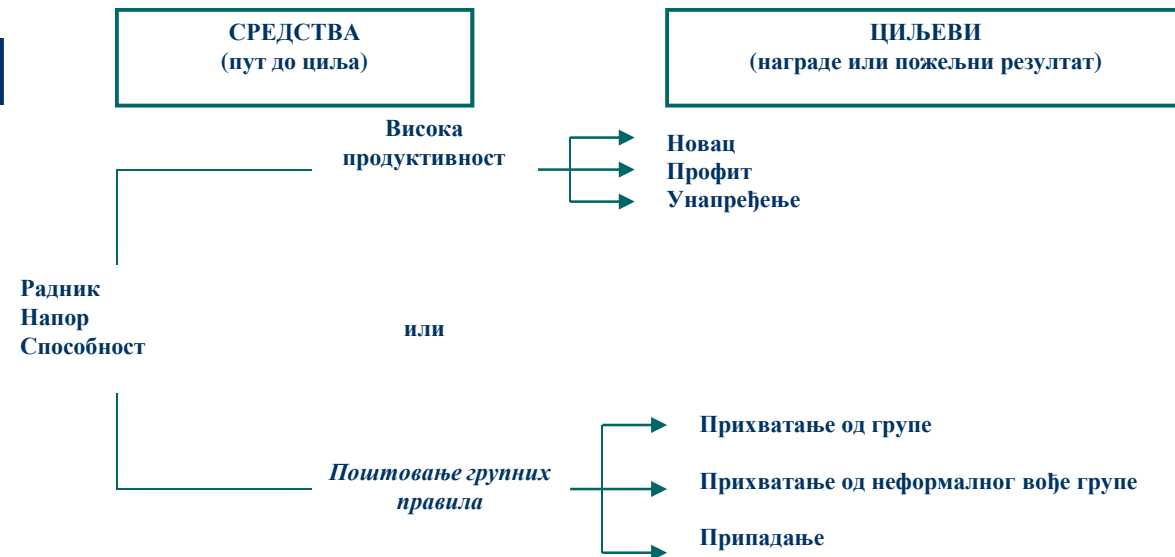 СРЕДСТВА
(пут до циља)
ЦИЉЕВИ
(награде или пожељни резултат)
Висока
продуктивност
Новац
Профит
Унапређење
Радник
Напор
Способност
или
Поштовање групних
правила
Прихватање од групе
Прихватање од неформалног вође групе
Припадање